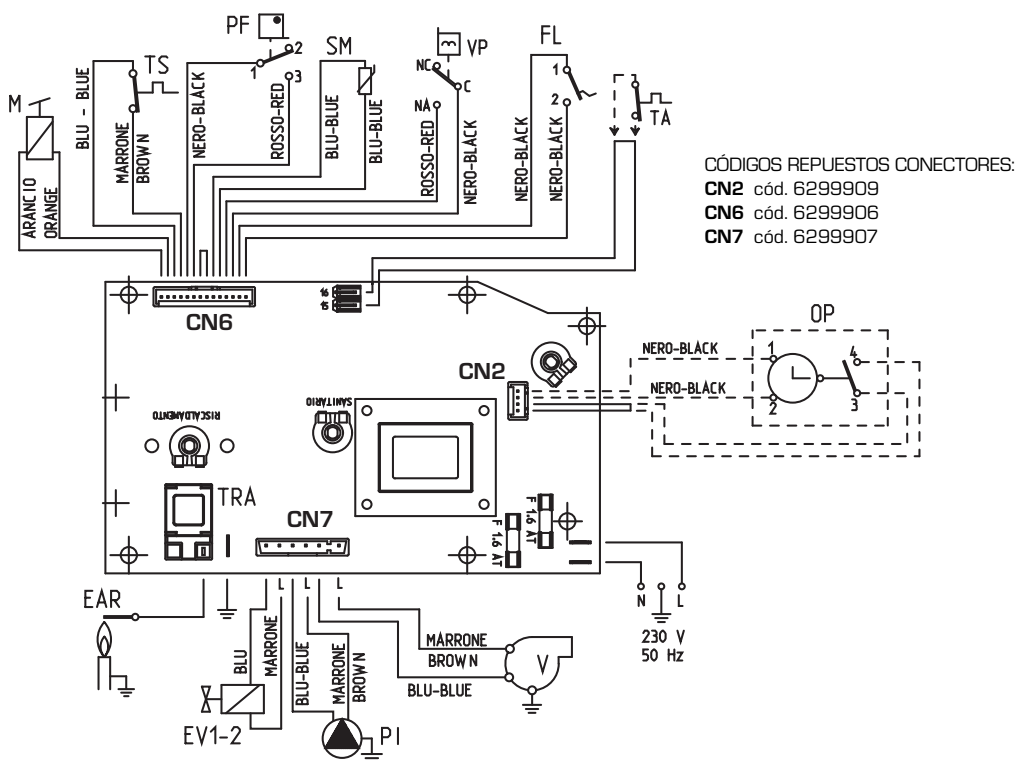 PF
2
1
3
TS
SM
VP
NC
C
NA
FL
1
2
TA
M
BLU - BLUE
MARRONE
BROWN
NERO-BLACK
ROSSO-RED
BLU-BLUE
BLU-BLUE
ROSSO-RED
NERO-BLACK
NERO-BLACK
NERO-BLACK
ARANCIO
ORANGE
CÓDIGOS REPUESTOS CONECTORES:
CN2 cód. 6299909
CN6 cód. 6299906
CN7 cód. 6299907
CN6
OP
NERO-BLACK
1
4
CN2
NERO-BLACK
2
3
RISCALDAMENTO
SANITARIO
TRA
CN7
F 1.6 AT
F 1.6 AT
EAR
L
L
L
N
L
230 V
50 Hz
BLU
MARRONE
BLU-BLUE
MARRONE
BROWN
MARRONE
BROWN
BLU-BLUE
V
EV1-2
PI